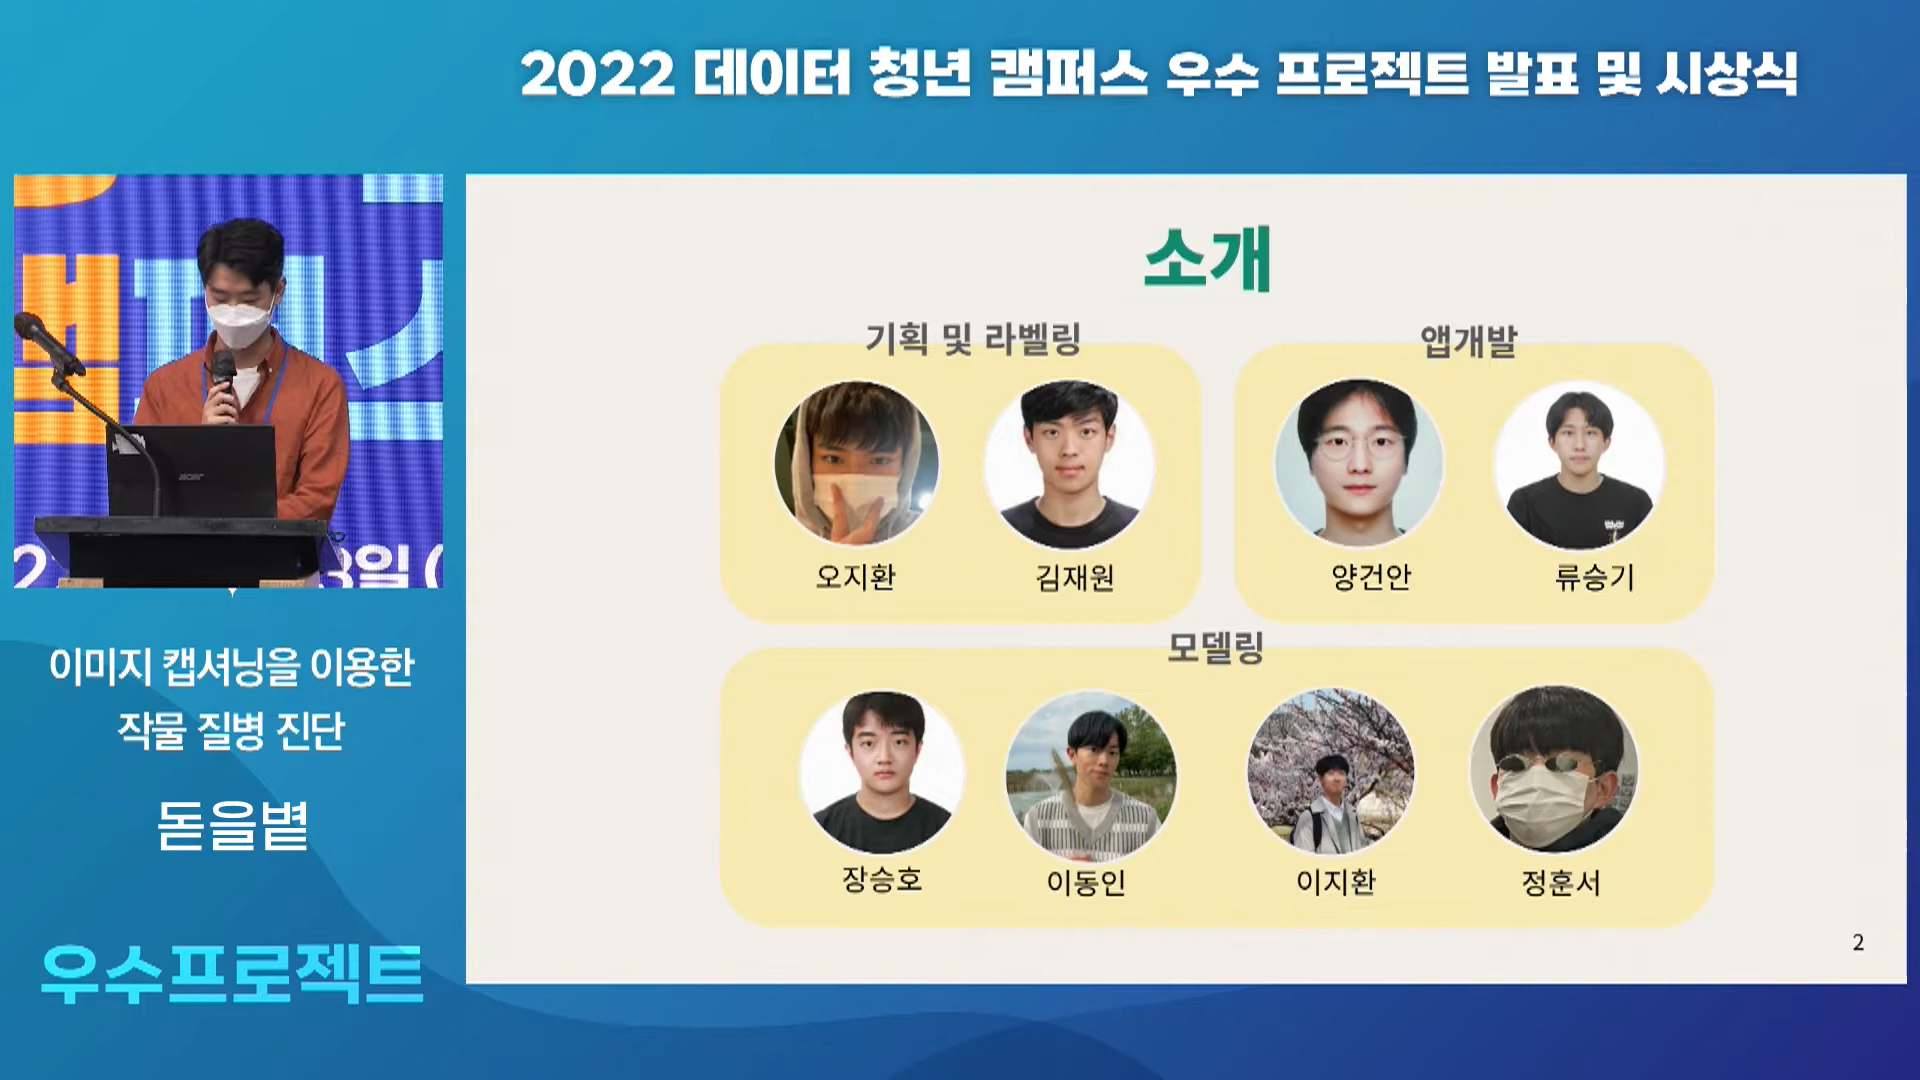 2022 데이터 청년 캠퍼스 우수 프로젝트 발표 및 시상식
소개
기획 및 라벨링
앱개발
오지환
김재원
양건안
류승기
모델링
장승호
이동인
이지환
정훈서
2
acer
3일(
이미지 캡셔닝을 이용한
작물 질병 진단
돋을볕
우수프로젝트